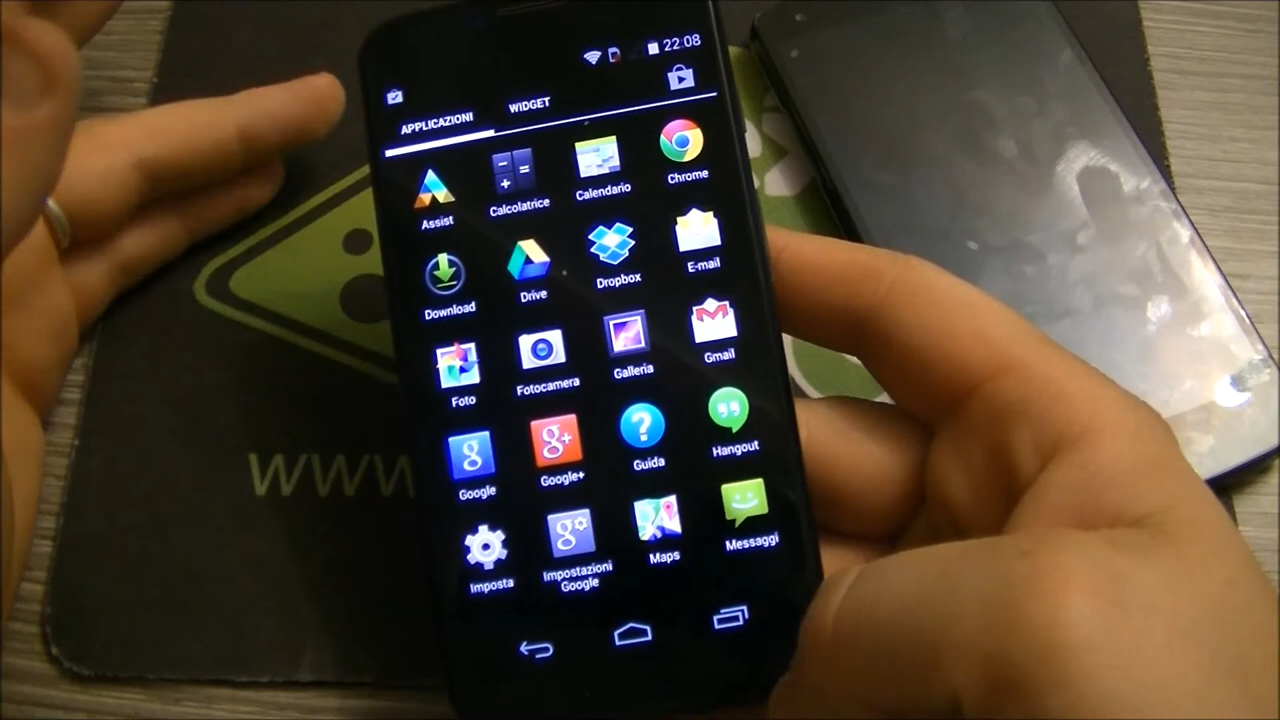 22:08
APPLICAZIONI WIDGET
Assist Calcolatrice Calendario Chrome
Download Drive Dropbox E-mail
Foto Fotocamera Galleria Gmail
Google Google+ Guida Hangout
Imposta Impostazioni
Google Maps Messaggi
www